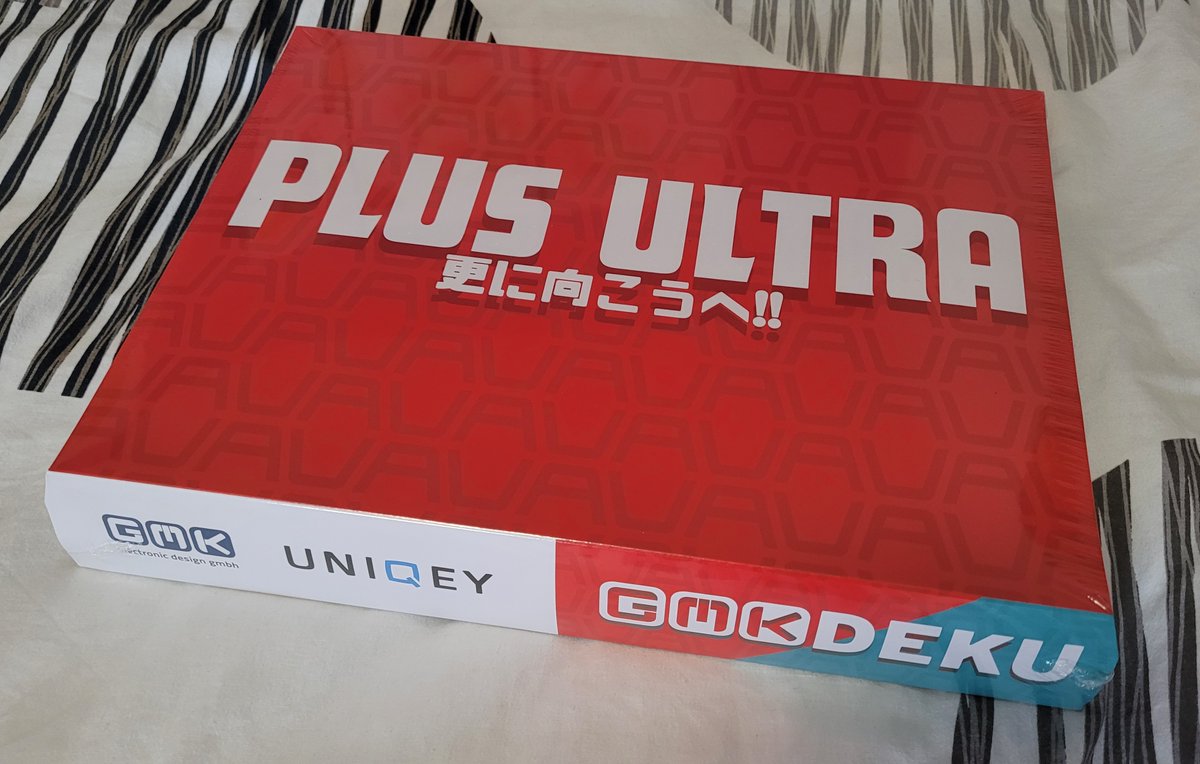 PLUS ULTRA
更に向こうへ!!
GMK
electronic design gmbh
UNIQEY
GMK DEKU